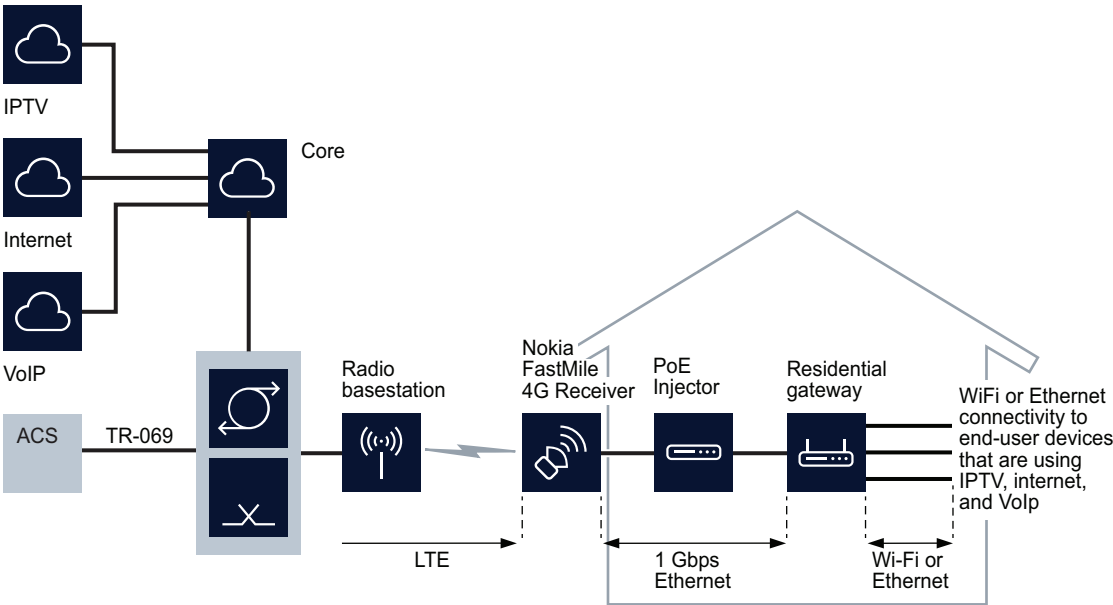 IPTV
Core
Internet
VoIP
ACS
TR-069
Radio
basestation
Nokia
FastMile
4G Receiver
PoE
Injector
Residential
gateway
WiFi or Ethernet
connectivity to
end-user devices
that are using
IPTV, internet,
and VoIp
LTE
1 Gbps
Ethernet
Wi-Fi or
Ethernet